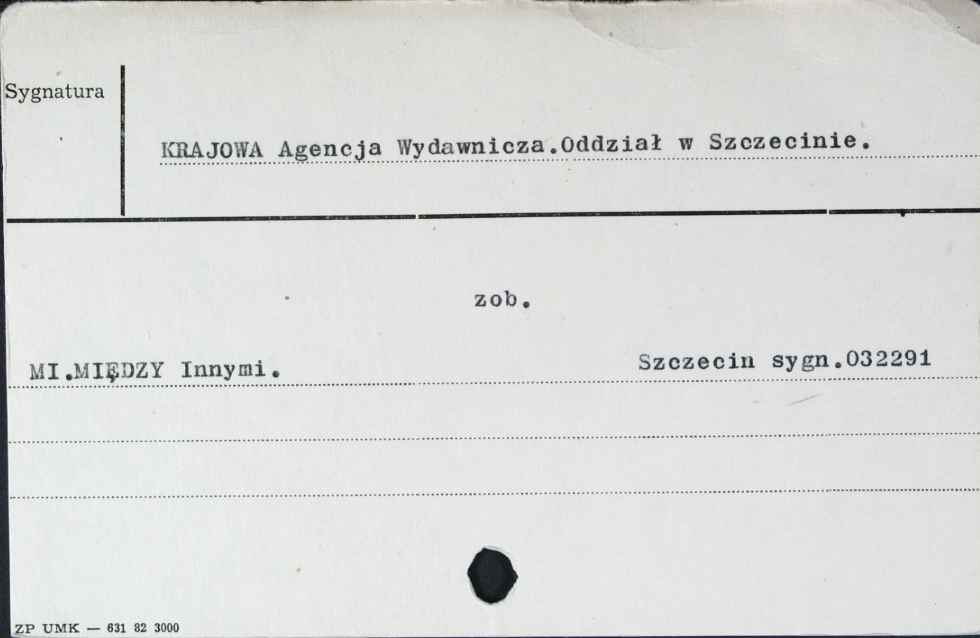 Sygnatura
KRAJOWA Agencja Wydawnicza.Oddział w Szczecinie.
zob.
MI.MIĘDZY Innymi. Szczecin sygn.032291
ZP UMK — 631 82 3000